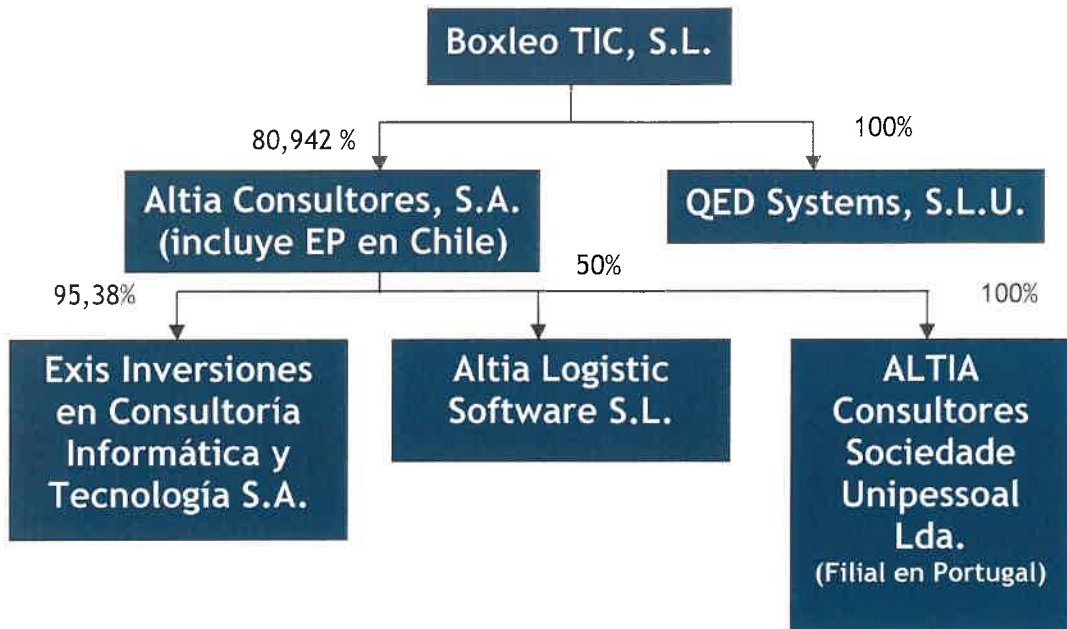 Boxleo TIC, S.L.
80,942 %
100%
Altia Consultores, S.A.
(incluye EP en Chile)
QED Systems, S.L.U.
95,38%
50%
100%
Exis Inversiones
en Consultoría
Informática y
Tecnología S.A.
Altia Logistic
Software S.L.
ALTIA
Consultores
Sociedade
Unipessoal
Lda.
(Filial en Portugal)